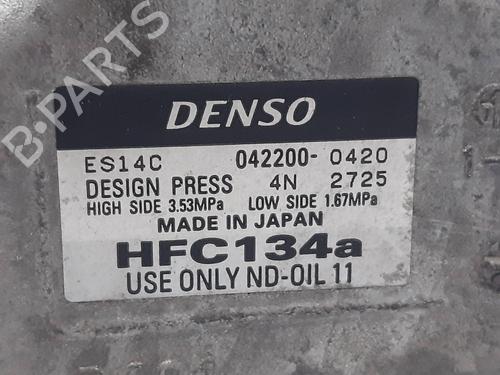 B-PARTS
DENSO
ES14C 042200-0420
DESIGN PRESS 4N 2725
HIGH SIDE 3.53MPa LOW SIDE 1.67MPa
MADE IN JAPAN
HFC134a
USE ONLY ND-OIL 11